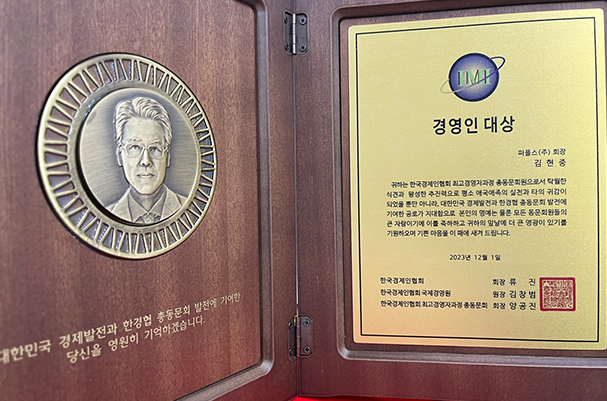 대한민국 경제발전과 한경협 총동문회 발전에 기여한
당신을 영원히 기억하겠습니다.
IMI
경영인 대상
퍼플스(주) 회장
김 현 중
귀하는 한국경제인협회 최고경영자과정 총동문회원으로서 탁월한
식견과 왕성한 추진력으로 평소 애국애족의 실천과 타의 귀감이
되었을 뿐만 아니라, 대한민국 경제발전과 한경협 총동문회 발전에
기여한 공로가 지대함으로 본인의 명예는 물론 모든 동문회원들의
큰 자랑이기에 이를 축하하고 귀하의 앞날에 더 큰 영광이 있기를
기원하오며 기쁜 마음을 이 패에 새겨 드립니다.
2023년 12월 1일
한국경제인협회 회장 류 진
한국경제인협회 국제경영원 원장 김 창 범
한국경제인협회 최고경영자과정 총동문회 회장 양 공 진